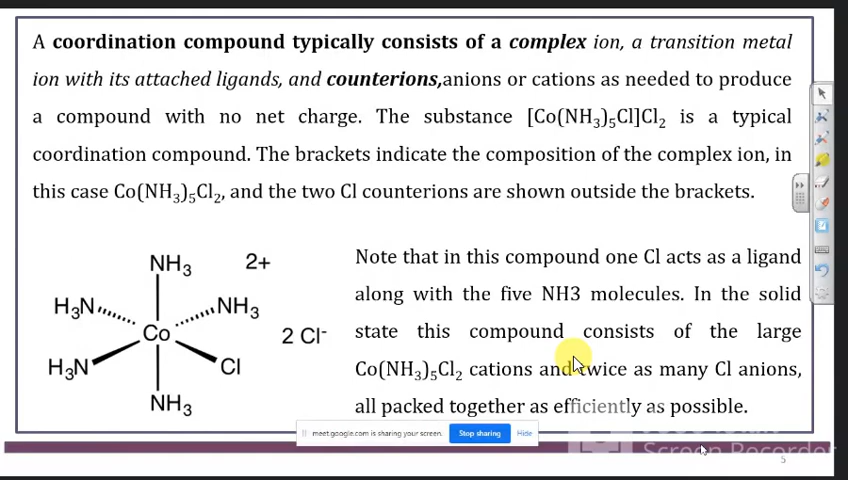 A coordination compound typically consists of a complex ion, a transition metal
ion with its attached ligands, and counterions,anions or cations as needed to produce
a compound with no net charge. The substance [Co(NH₃)₅Cl]Cl₂ is a typical
coordination compound. The brackets indicate the composition of the complex ion, in
this case Co(NH₃)₅Cl₂, and the two Cl counterions are shown outside the brackets.
NH₃ 2+
H₃N NH₃
Co
2 Cl⁻
H₃N Cl
NH₃
Note that in this compound one Cl acts as a ligand
along with the five NH3 molecules. In the solid
state this compound consists of the large
Co(NH₃)₅Cl₂ cations and twice as many Cl anions,
all packed together as efficiently as possible.
meet.google.com is sharing your screen. Stop sharing Hide
Screen Recorder
5